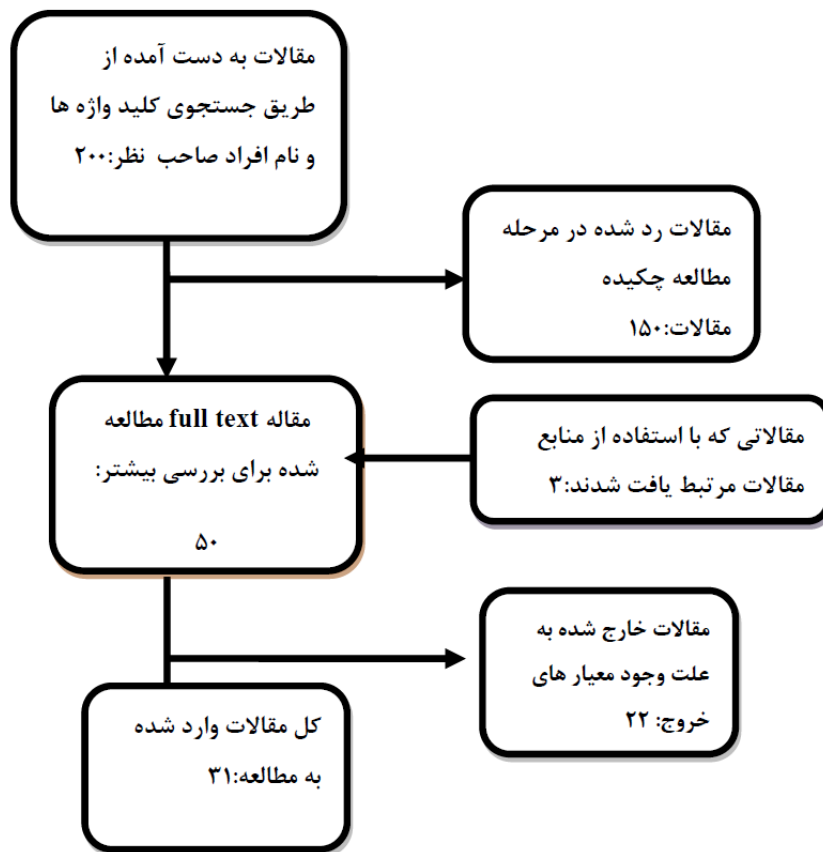 مقالات به دست آمده از
طریق جستجوی کلید واژه ها
و نام افراد صاحب نظر:۲۰۰
مقالات رد شده در مرحله
مطالعه چکیده
مقالات:۱۵۰
مقاله full text مطالعه
شده برای بررسی بیشتر:
۵۰
مقالاتی که با استفاده از منابع
مقالات مرتبط یافت شدند:۳
مقالات خارج شده به
علت وجود معیار های
خروج: ۲۲
کل مقالات وارد شده
به مطالعه:۳۱